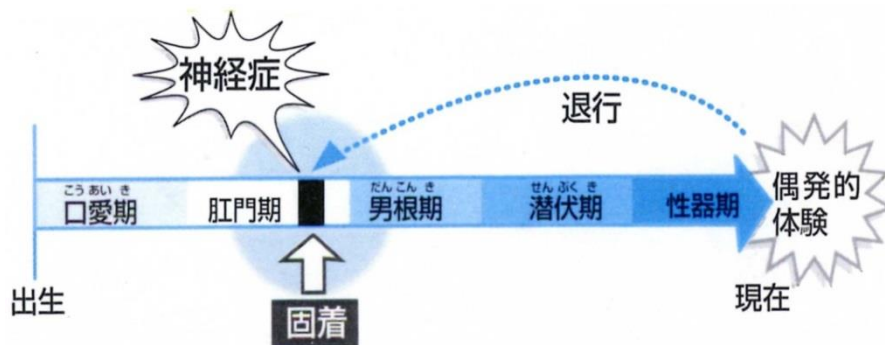 神経症
退行
こうあいき
口愛期
肛門期
だんこんき
男根期
せんぷくき
潜伏期
性器期
偶発的
体験
出生
固着
現在